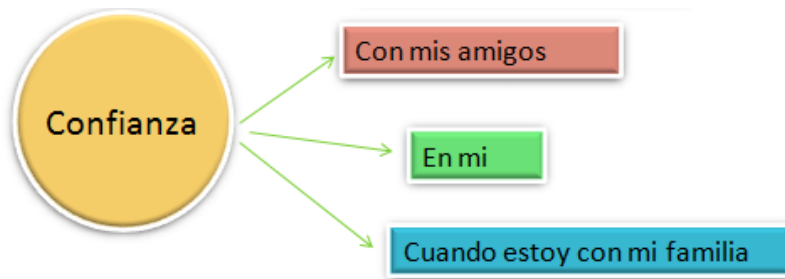 Con mis amigos
Confianza
En mi
Cuando estoy con mi familia